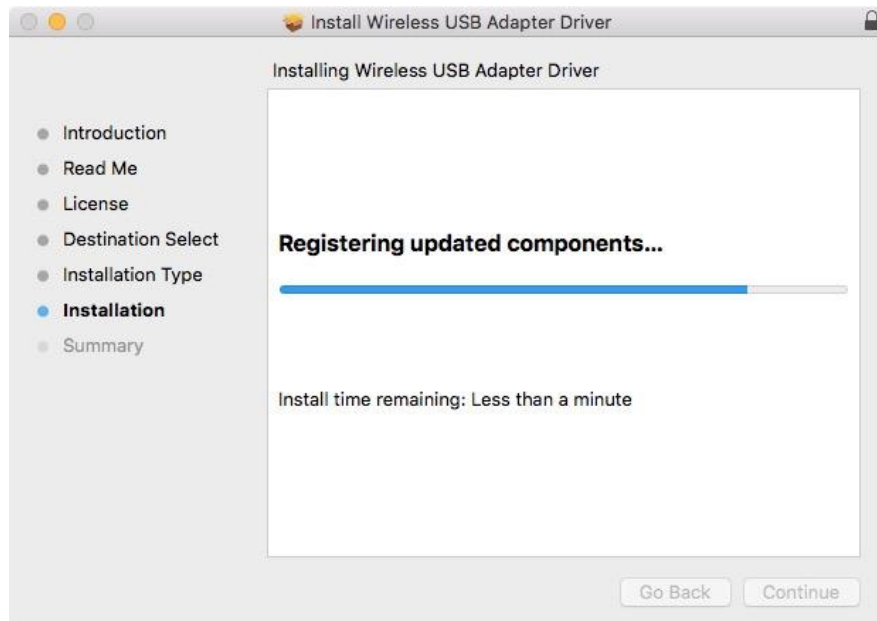 Install Wireless USB Adapter Driver
Installing Wireless USB Adapter Driver
Introduction
Read Me
License
Destination Select
Installation Type
Installation
Summary
Registering updated components...
Install time remaining: Less than a minute
Go Back
Continue